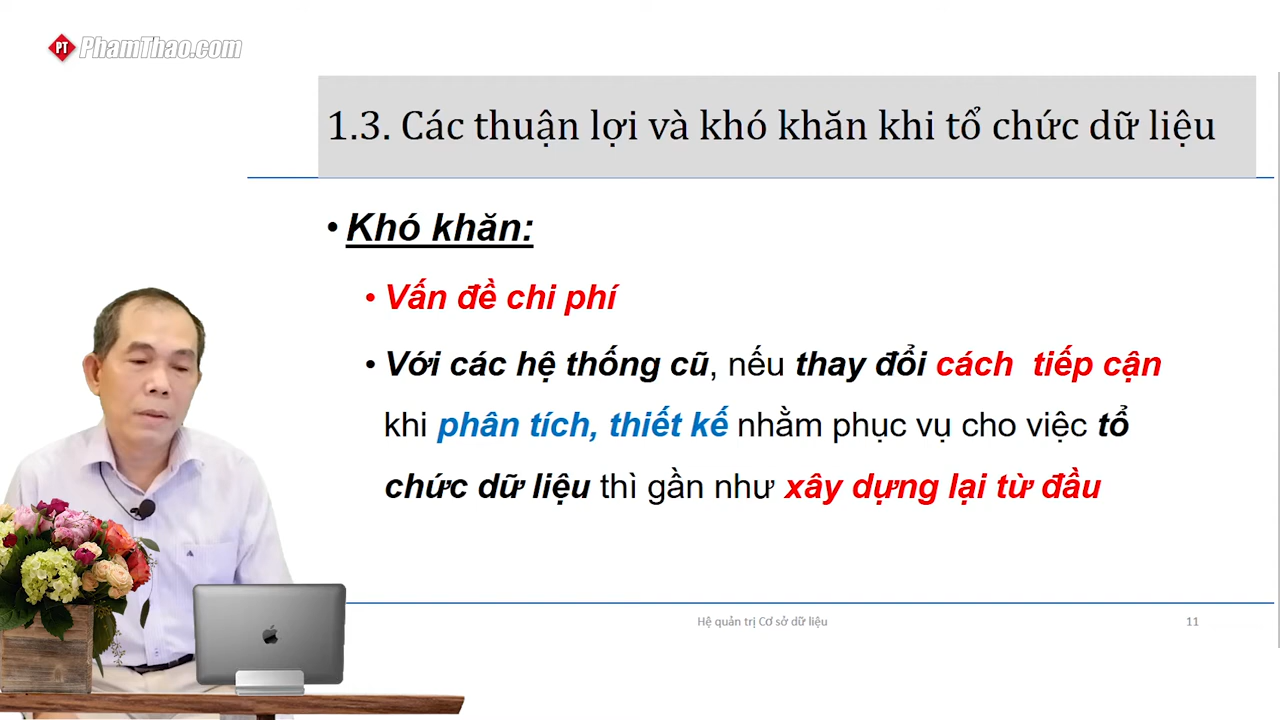 PT PhamThao.com
1.3. Các thuận lợi và khó khăn khi tổ chức dữ liệu
• Khó khăn:
• Vấn đề chi phí
• Với các hệ thống cũ, nếu thay đổi cách tiếp cận
khi phân tích, thiết kế nhằm phục vụ cho việc tổ
chức dữ liệu thì gần như xây dựng lại từ đầu
Hệ quản trị Cơ sở dữ liệu
11